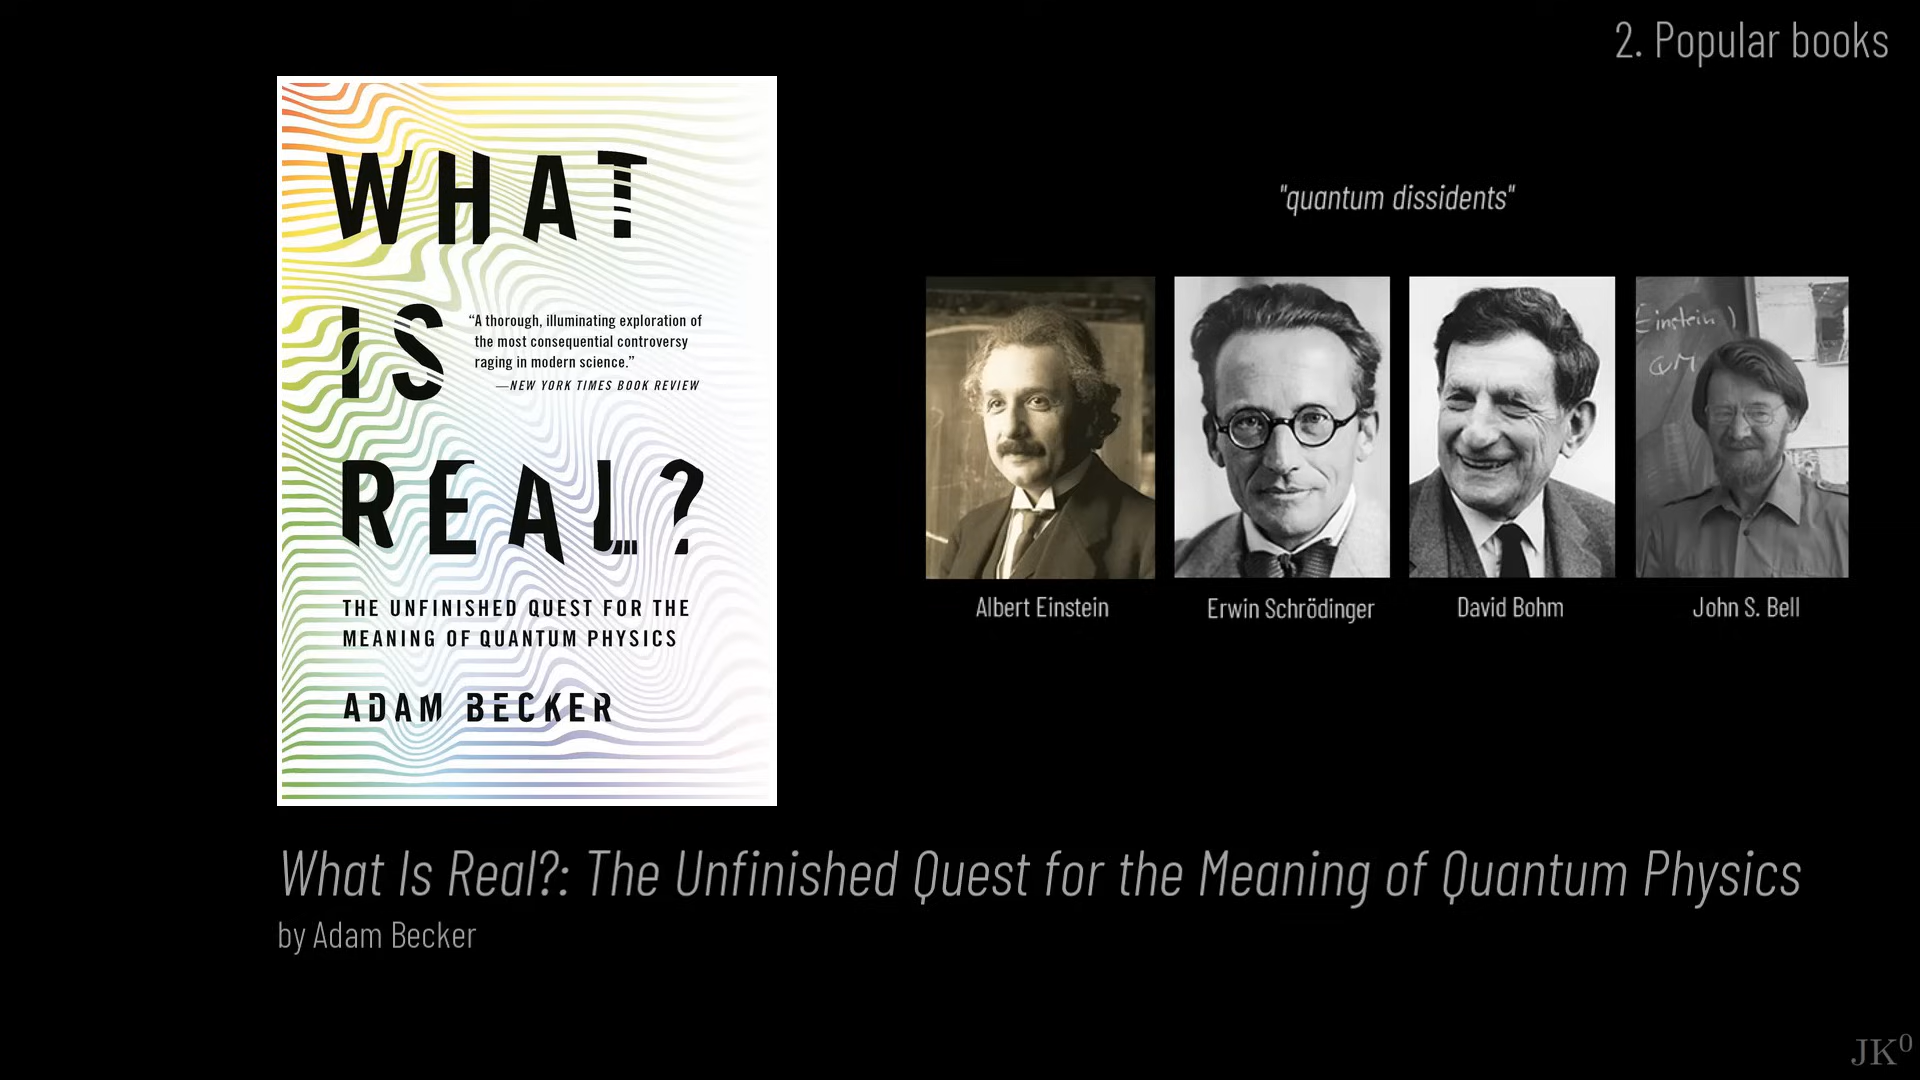 2. Popular books
WHAT
IS
“A thorough, illuminating exploration of
the most consequential controversy
raging in modern science.”
—NEW YORK TIMES BOOK REVIEW
REAL?
THE UNFINISHED QUEST FOR THE
MEANING OF QUANTUM PHYSICS
ADAM BECKER
"quantum dissidents"
Einstein )
QM
Albert Einstein
Erwin Schrödinger
David Bohm
John S. Bell
What Is Real?: The Unfinished Quest for the Meaning of Quantum Physics
by Adam Becker
JK⁰